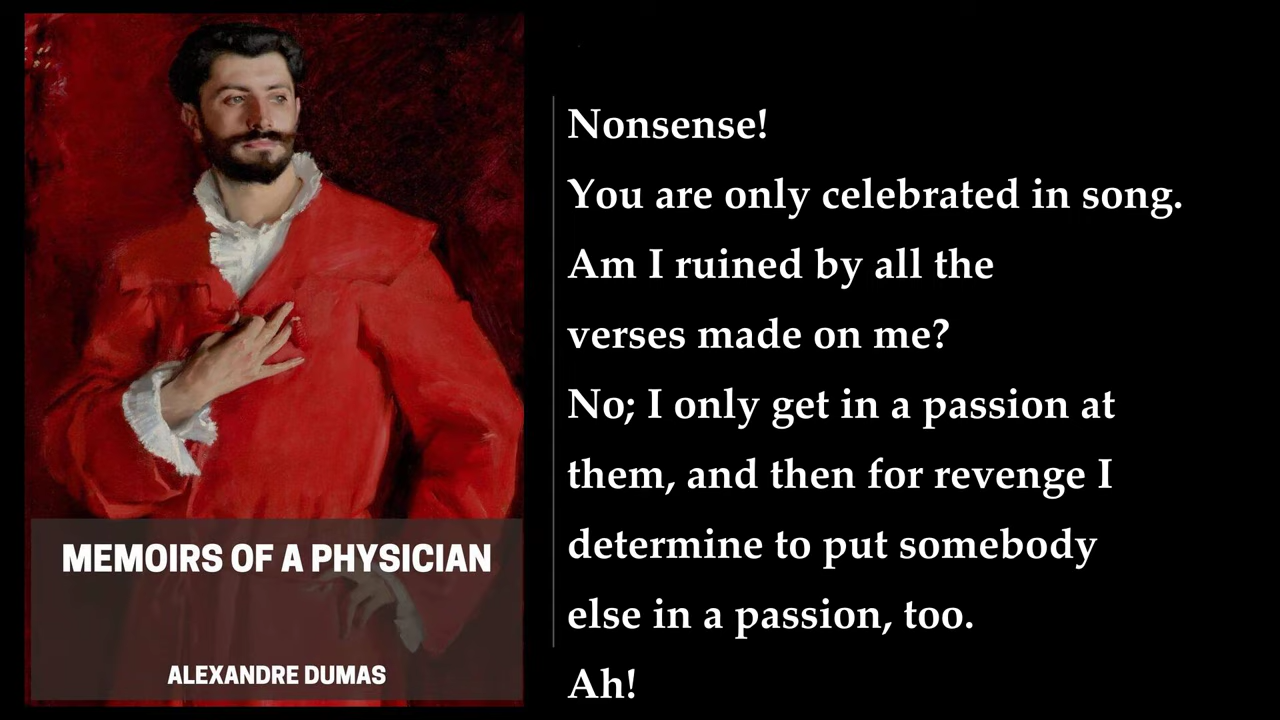 MEMOIRS OF A PHYSICIAN
ALEXANDRE DUMAS
Nonsense!
You are only celebrated in song.
Am I ruined by all the
verses made on me?
No; I only get in a passion at
them, and then for revenge I
determine to put somebody
else in a passion, too.
Ah!